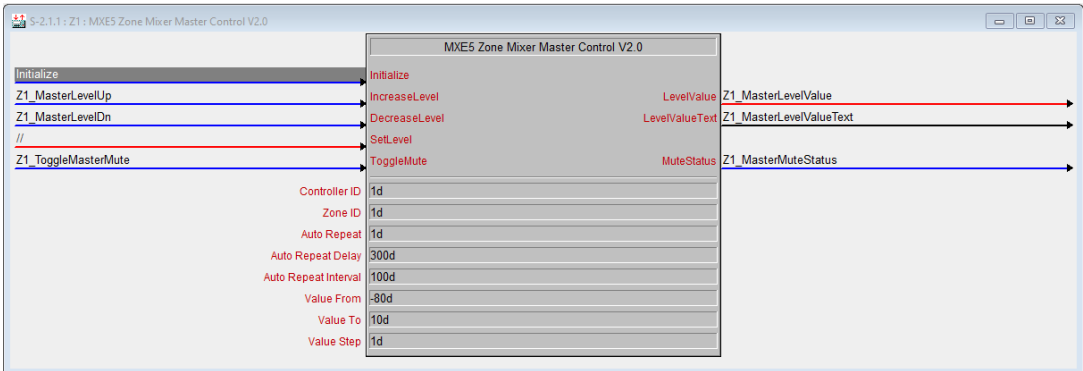 S-2.1.1 : Z1 : MXE5 Zone Mixer Master Control V2.0
MXE5 Zone Mixer Master Control V2.0
Initialize Initialize
Z1_MasterLevelUp IncreaseLevel LevelValue Z1_MasterLevelValue
Z1_MasterLevelDn DecreaseLevel LevelValueText Z1_MasterLevelValueText
// SetLevel
Z1_ToggleMasterMute ToggleMute MuteStatus Z1_MasterMuteStatus
Controller ID 1d
Zone ID 1d
Auto Repeat 1d
Auto Repeat Delay 300d
Auto Repeat Interval 100d
Value From -80d
Value To 10d
Value Step 1d